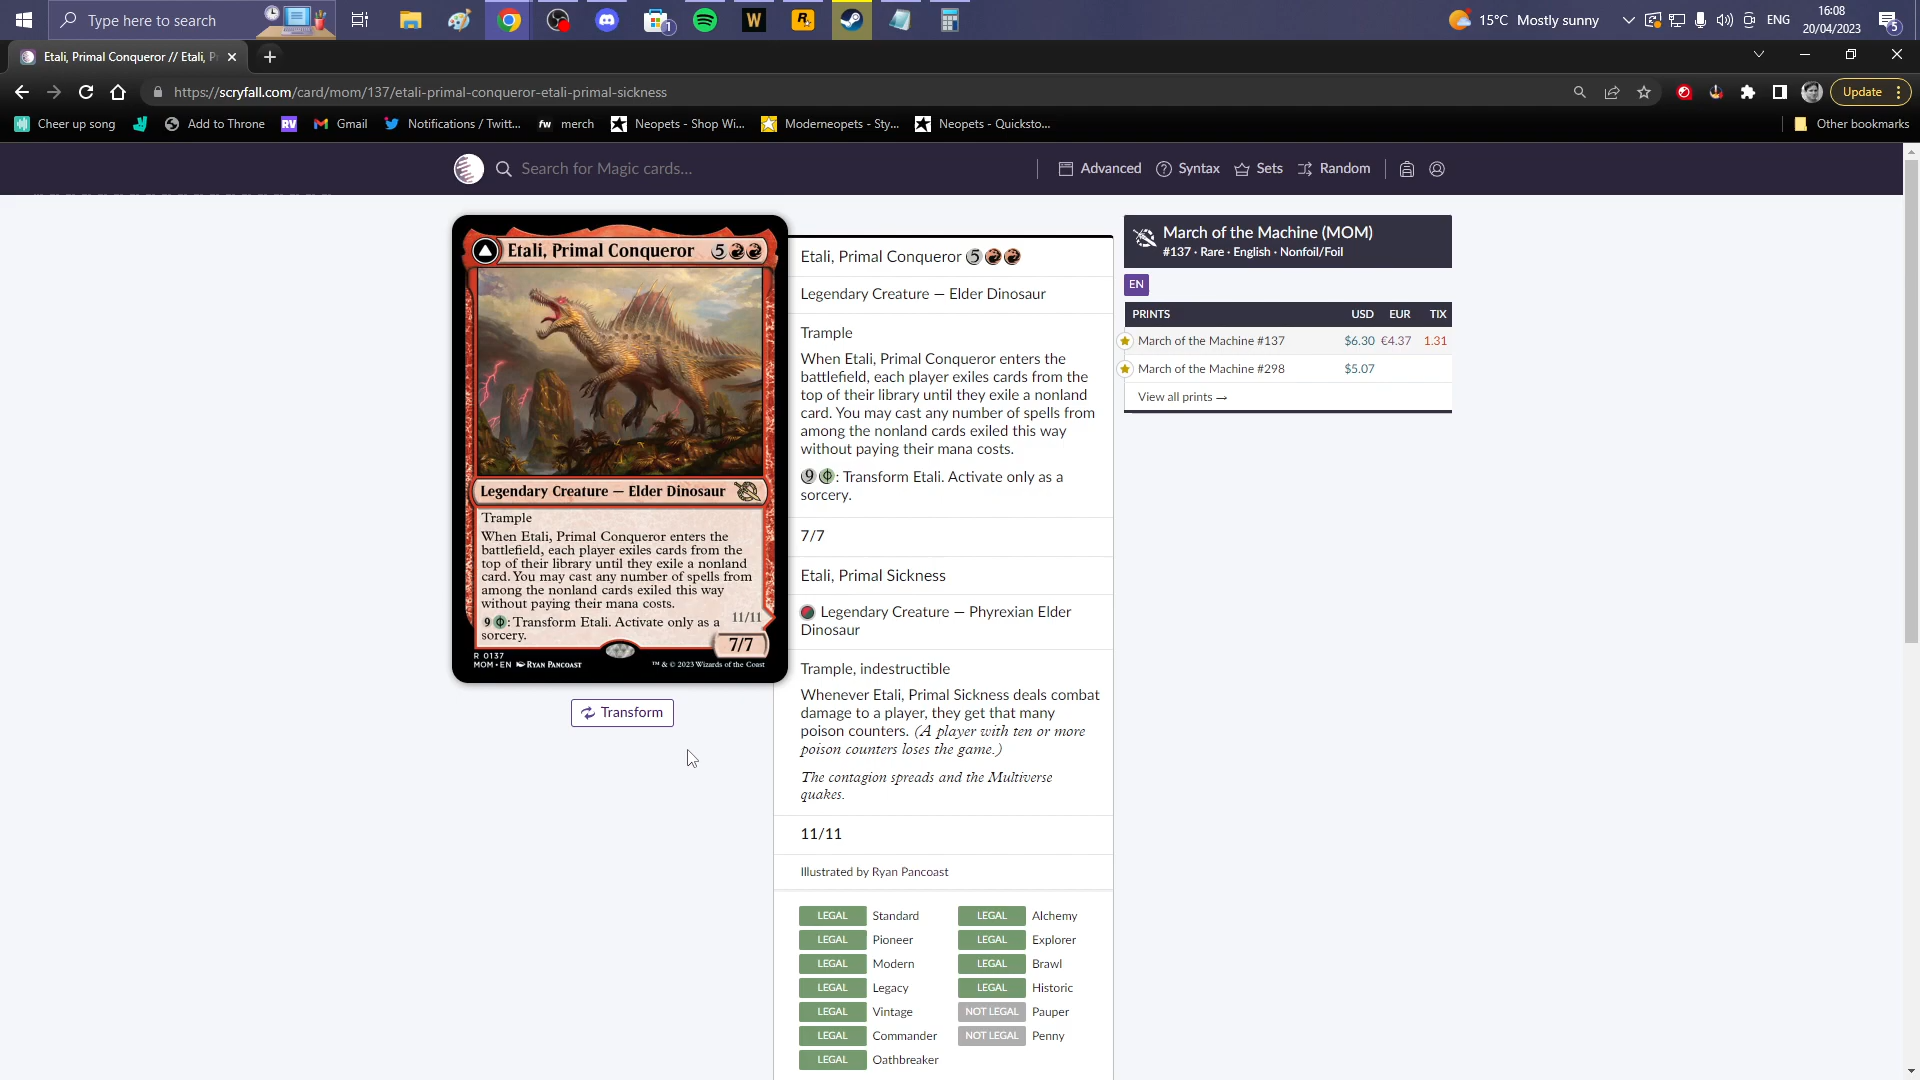 Type here to search
1
W
R
15°C Mostly sunny
ENG
16:08
20/04/2023
5
Etali, Primal Conqueror // Etali, P
https://scryfall.com/card/mom/137/etali-primal-conqueror-etali-primal-sickness
Update
Cheer up song
Add to Throne
RV
Gmail
Notifications / Twitt...
fw merch
Neopets - Shop Wi...
Moderneopets - Sty...
Neopets - Quicksto...
Other bookmarks
Search for Magic cards...
Advanced
Syntax
Sets
Random
Etali, Primal Conqueror 5
Legendary Creature — Elder Dinosaur
Trample
When Etali, Primal Conqueror enters the
battlefield, each player exiles cards from the
top of their library until they exile a nonland
card. You may cast any number of spells from
among the nonland cards exiled this way
without paying their mana costs.
9 : Transform Etali. Activate only as a
sorcery.
11/11
7/7
R 0137
MOM • EN Ryan Pancoast
™ & © 2023 Wizards of the Coast
Transform
Etali, Primal Conqueror 5
Legendary Creature — Elder Dinosaur
Trample
When Etali, Primal Conqueror enters the
battlefield, each player exiles cards from the
top of their library until they exile a nonland
card. You may cast any number of spells from
among the nonland cards exiled this way
without paying their mana costs.
9 : Transform Etali. Activate only as a
sorcery.
7/7
Etali, Primal Sickness
Legendary Creature — Phyrexian Elder
Dinosaur
Trample, indestructible
Whenever Etali, Primal Sickness deals combat
damage to a player, they get that many
poison counters. (A player with ten or more
poison counters loses the game.)
The contagion spreads and the Multiverse
quakes.
11/11
Illustrated by Ryan Pancoast
LEGAL Standard LEGAL Alchemy
LEGAL Pioneer LEGAL Explorer
LEGAL Modern LEGAL Brawl
LEGAL Legacy LEGAL Historic
LEGAL Vintage NOT LEGAL Pauper
LEGAL Commander NOT LEGAL Penny
LEGAL Oathbreaker
March of the Machine (MOM)
#137 · Rare · English · Nonfoil/Foil
EN
PRINTS USD EUR TIX
March of the Machine #137 $6.30 €4.37 1.31
March of the Machine #298 $5.07
View all prints →